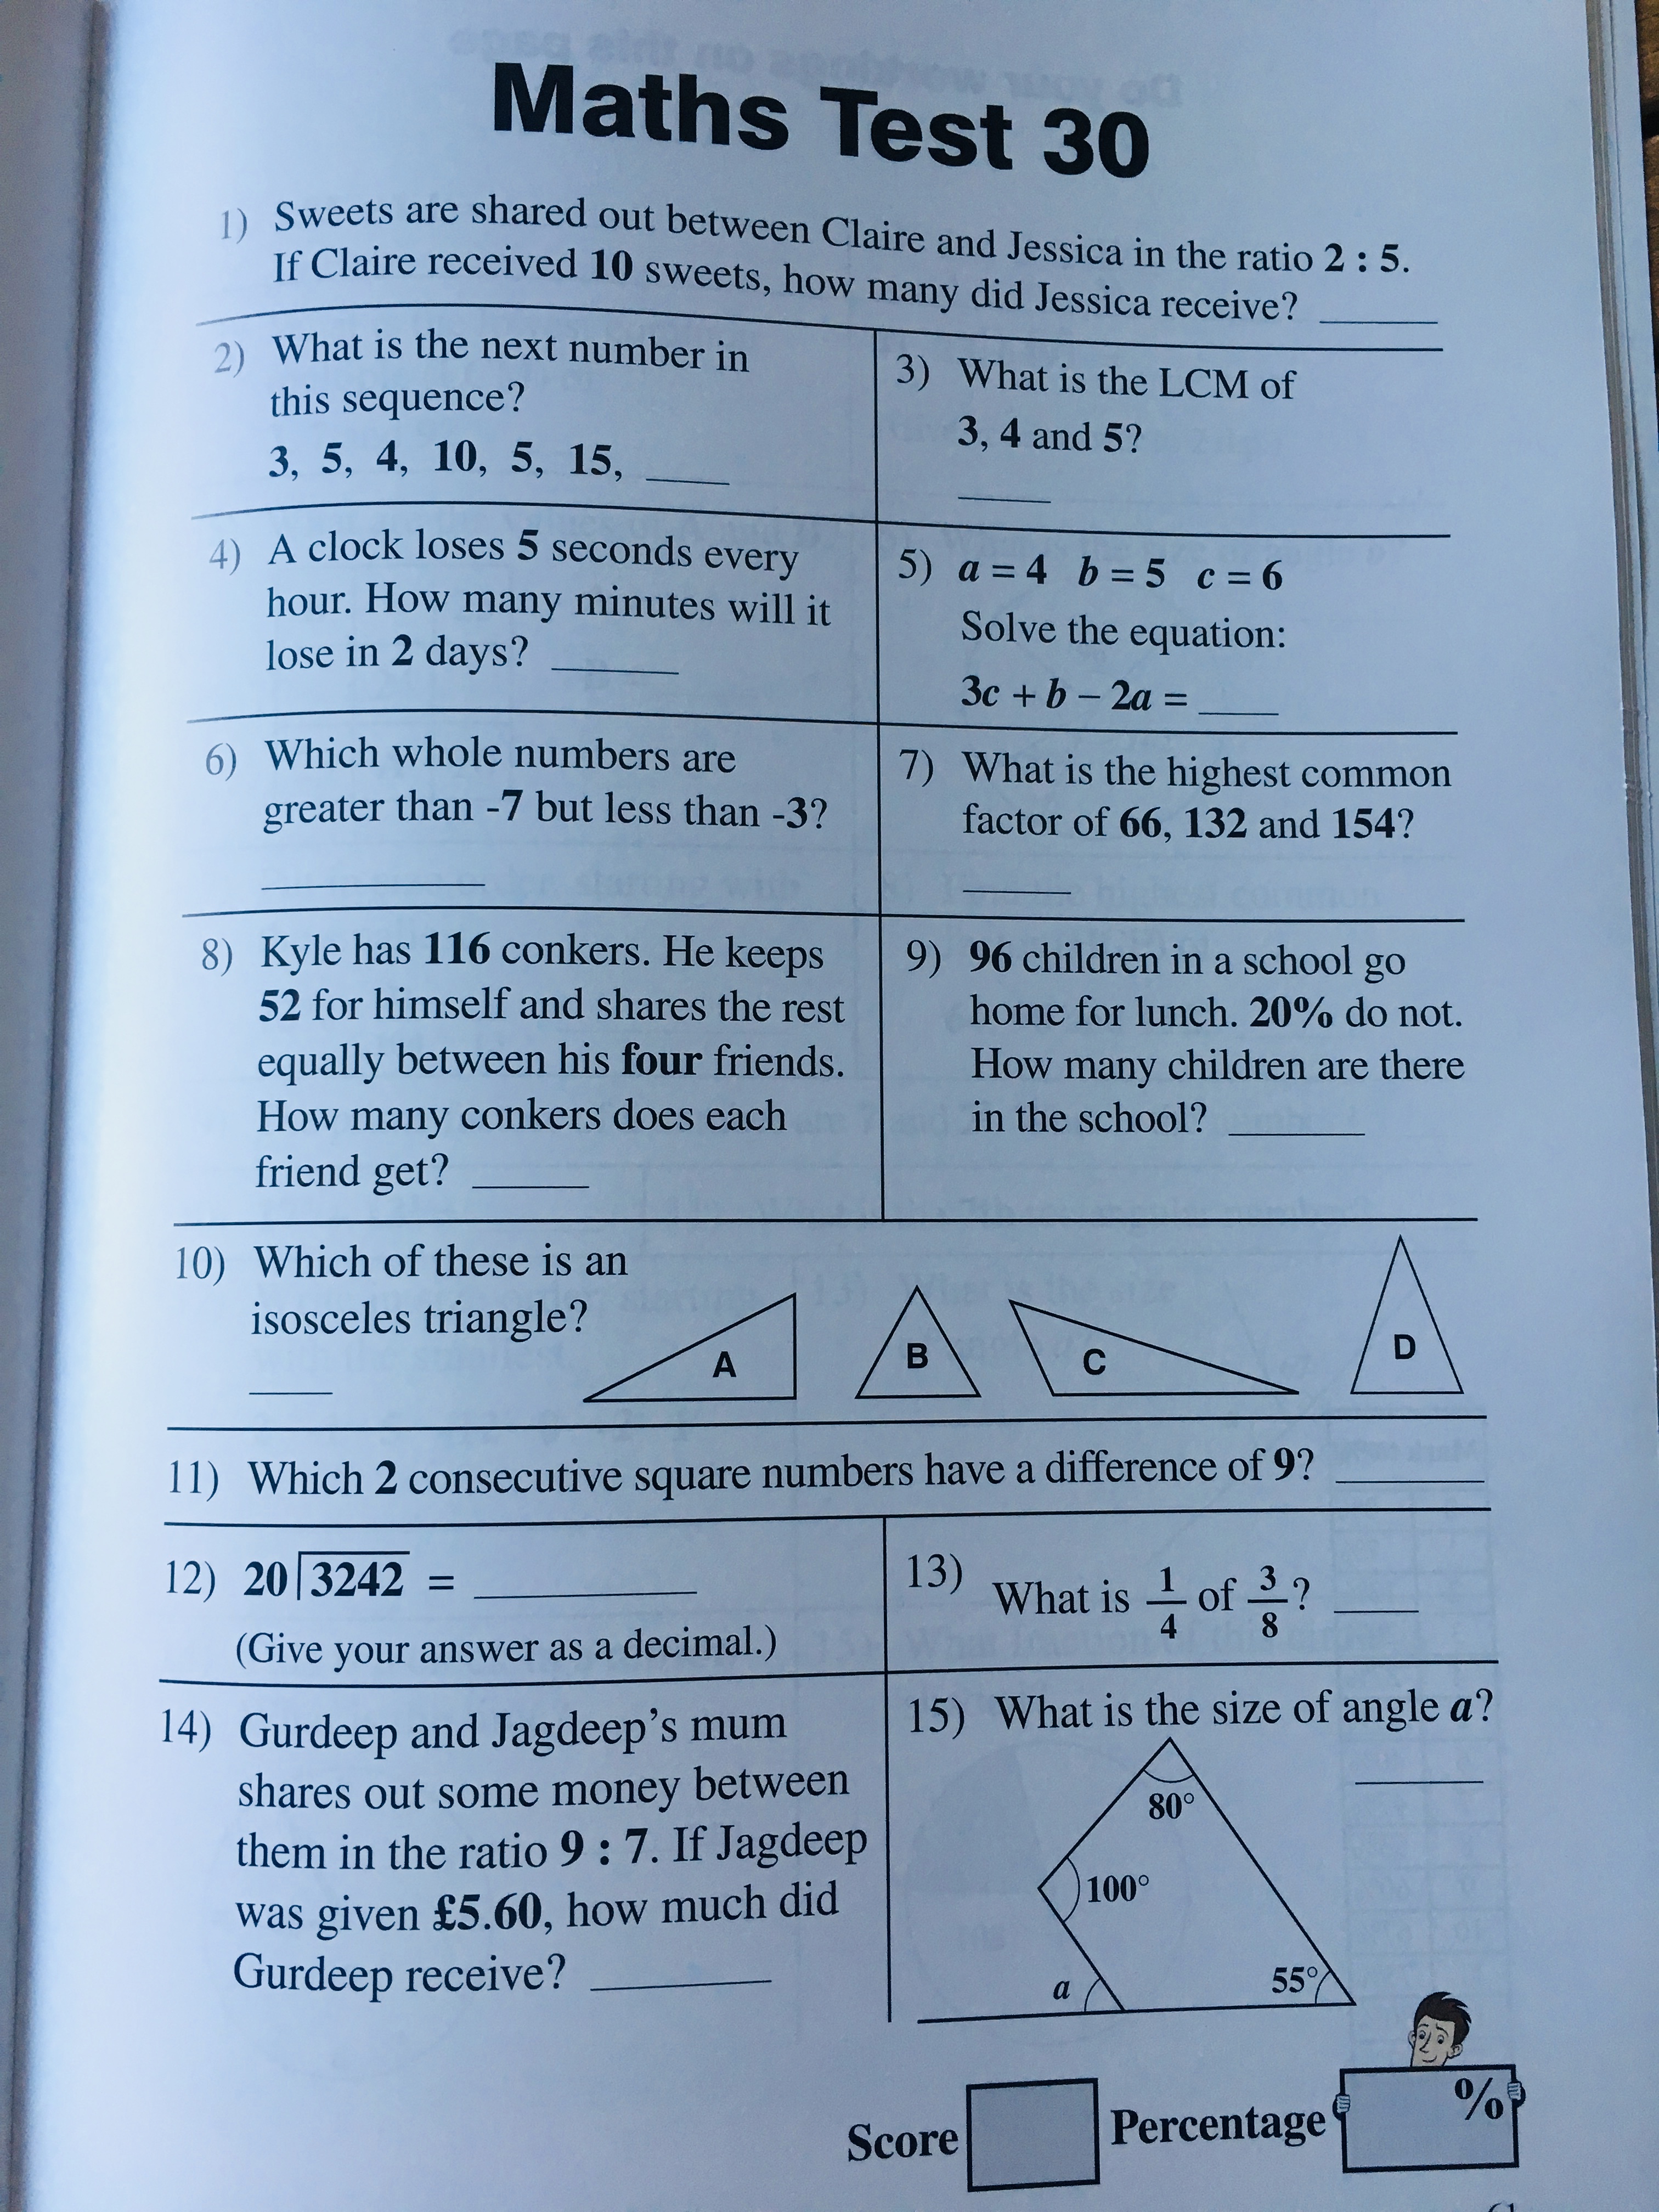 Maths Test 30
1) Sweets are shared out between Claire and Jessica in the ratio 2 : 5.
If Claire received 10 sweets, how many did Jessica receive? ______
2) What is the next number in
this sequence?
3, 5, 4, 10, 5, 15, ____
3) What is the LCM of
3, 4 and 5?
____
4) A clock loses 5 seconds every
hour. How many minutes will it
lose in 2 days? ______
5) a = 4 b = 5 c = 6
Solve the equation:
3c + b – 2a = ____
6) Which whole numbers are
greater than -7 but less than -3?
__________
7) What is the highest common
factor of 66, 132 and 154?
_____
8) Kyle has 116 conkers. He keeps
52 for himself and shares the rest
equally between his four friends.
How many conkers does each
friend get? _____
9) 96 children in a school go
home for lunch. 20% do not.
How many children are there
in the school? ______
10) Which of these is an
isosceles triangle?
____
A B C D
11) Which 2 consecutive square numbers have a difference of 9? ______
12) 20 3242 = __________
(Give your answer as a decimal.)
13) What is 1/4 of 3/8? ____
14) Gurdeep and Jagdeep's mum
shares out some money between
them in the ratio 9 : 7. If Jagdeep
was given £5.60, how much did
Gurdeep receive? ________
15) What is the size of angle a?
______
80°
100°
a 55°
Score
Percentage %